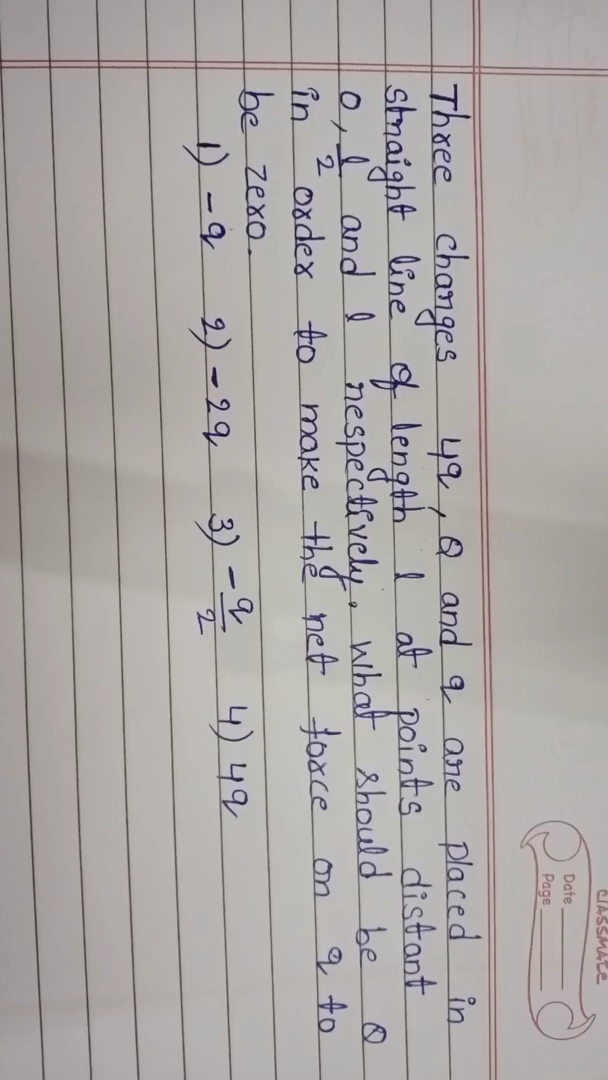 classmate
Date
Page
Three changes 4q, Q and q are placed in
straight line of length l at points distant
0, l/2 and l respectively, what should be Q
in order to make the net force on q to
be zero.
1) -q 2) -2q 3) -q/2 4) 4q